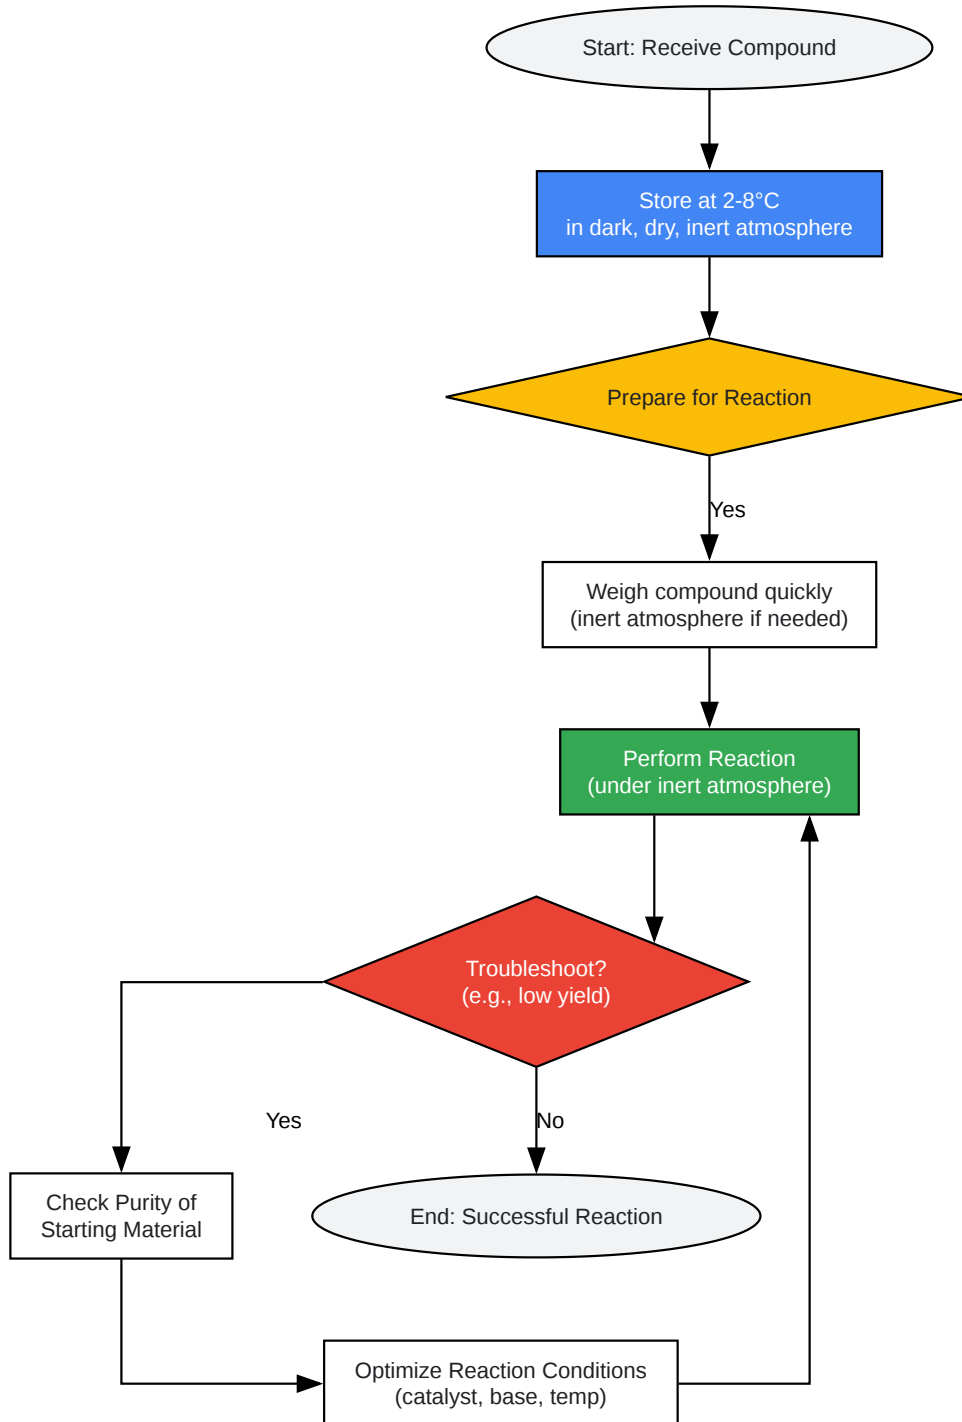 Start: Receive Compound
Store at 2-8°C
in dark, dry, inert atmosphere
Prepare for Reaction
Yes
Weigh compound quickly
(inert atmosphere if needed)
Perform Reaction
(under inert atmosphere)
Troubleshoot?
(e.g., low yield)
Yes
No
Check Purity of
Starting Material
End: Successful Reaction
Optimize Reaction Conditions
(catalyst, base, temp)